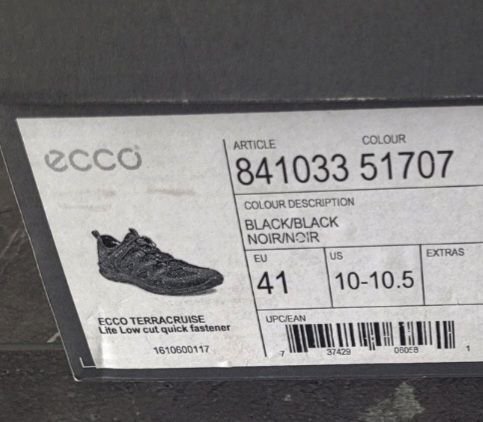 ecco
ARTICLE COLOUR
841033 51707
COLOUR DESCRIPTION
BLACK/BLACK
NOIR/NOIR
EU US EXTRAS
41 10-10.5
ECCO TERRACRUISE
Lite Low cut quick fastener
1610600117
UPC/EAN
7 37429 06058 1